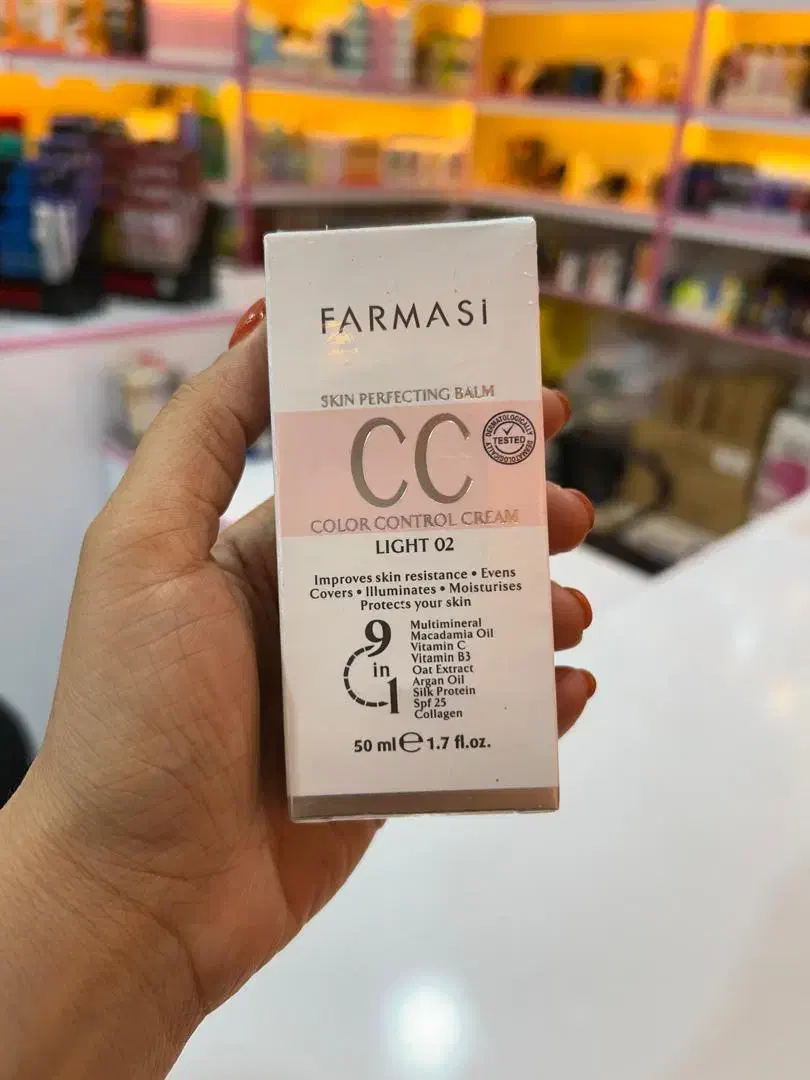 FARMASi
SKIN PERFECTING BALM
CC
DERMATOLOGICALLY
TESTED
DERMATOLOGICALLY
COLOR CONTROL CREAM
LIGHT 02
Improves skin resistance • Evens
Covers • Illuminates • Moisturises
Protects your skin
9
in
1
Multimineral
Macadamia Oil
Vitamin C
Vitamin B3
Oat Extract
Argan Oil
Silk Protein
Spf 25
Collagen
50 ml ℮ 1.7 fl.oz.